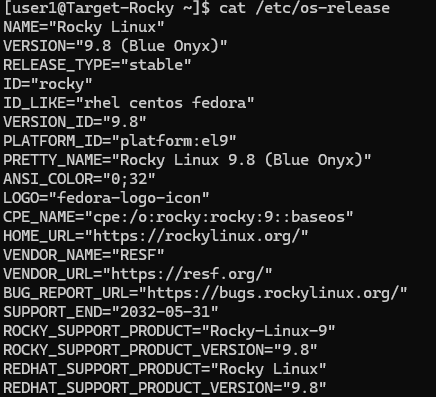 [user1@Target-Rocky ~]$ cat /etc/os-release
NAME="Rocky Linux"
VERSION="9.8 (Blue Onyx)"
RELEASE_TYPE="stable"
ID="rocky"
ID_LIKE="rhel centos fedora"
VERSION_ID="9.8"
PLATFORM_ID="platform:el9"
PRETTY_NAME="Rocky Linux 9.8 (Blue Onyx)"
ANSI_COLOR="0;32"
LOGO="fedora-logo-icon"
CPE_NAME="cpe:/o:rocky:rocky:9::baseos"
HOME_URL="https://rockylinux.org/"
VENDOR_NAME="RESF"
VENDOR_URL="https://resf.org/"
BUG_REPORT_URL="https://bugs.rockylinux.org/"
SUPPORT_END="2032-05-31"
ROCKY_SUPPORT_PRODUCT="Rocky-Linux-9"
ROCKY_SUPPORT_PRODUCT_VERSION="9.8"
REDHAT_SUPPORT_PRODUCT="Rocky Linux"
REDHAT_SUPPORT_PRODUCT_VERSION="9.8"